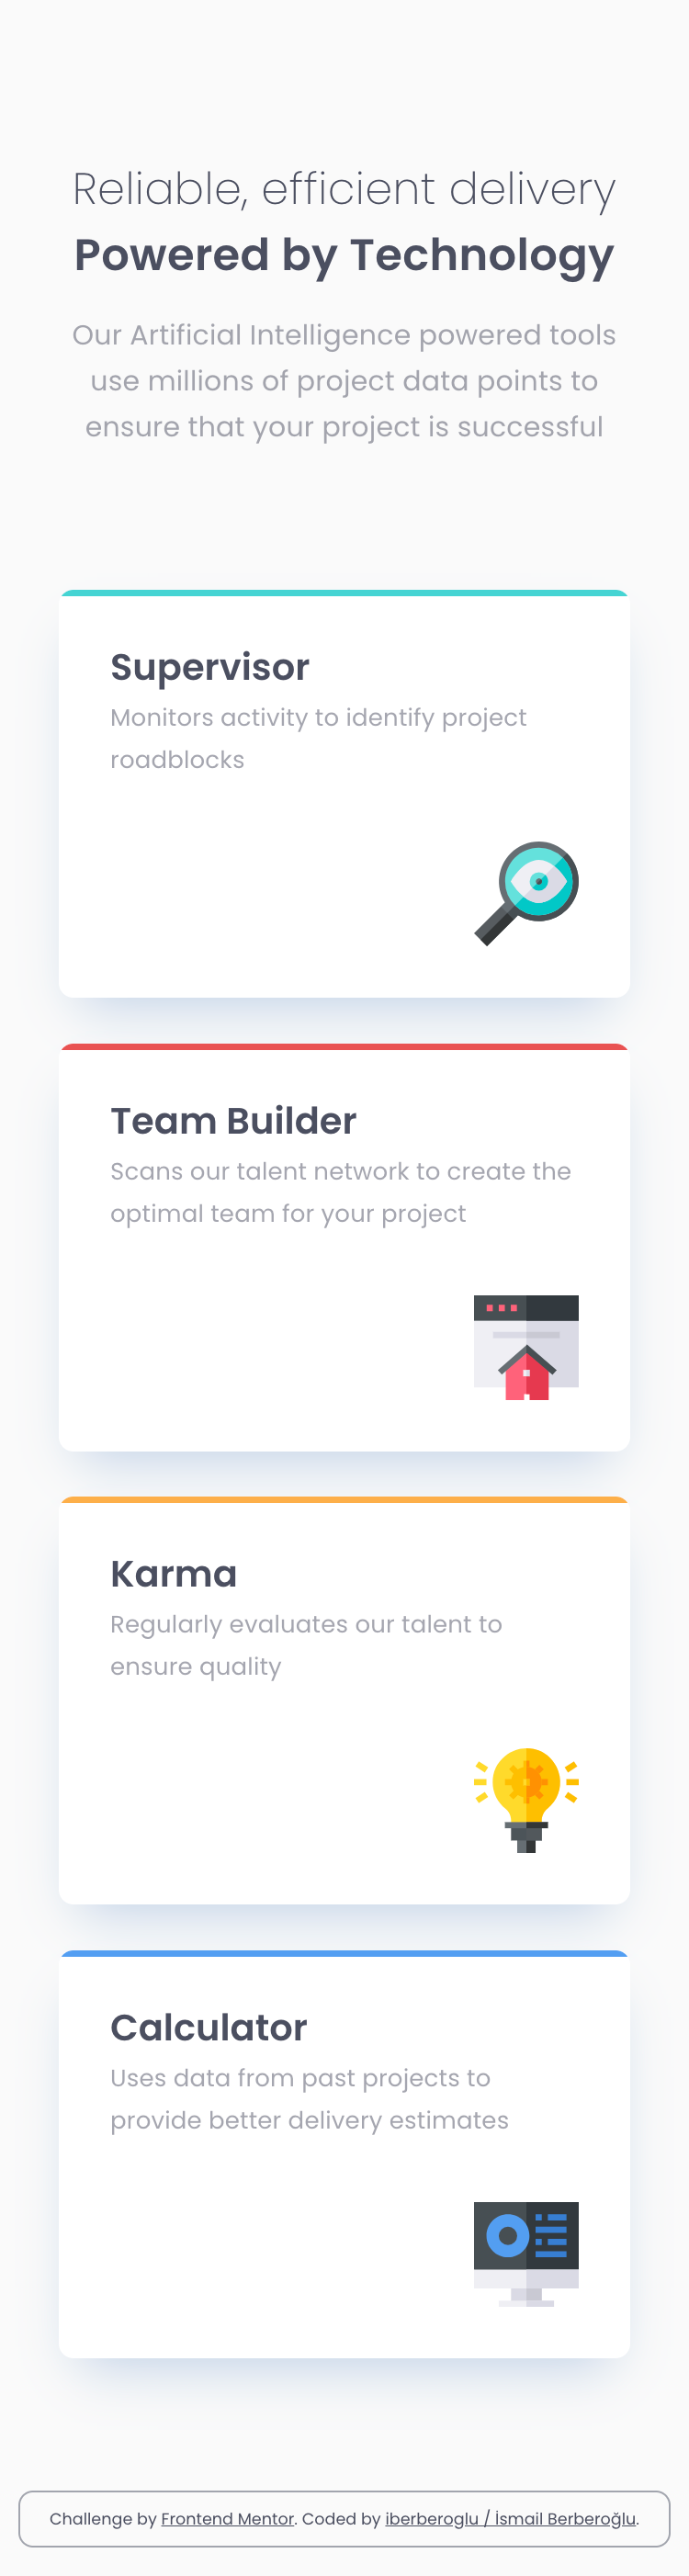 Reliable, efficient delivery
Powered by Technology
Our Artificial Intelligence powered tools
use millions of project data points to
ensure that your project is successful
Supervisor
Monitors activity to identify project
roadblocks
Team Builder
Scans our talent network to create the
optimal team for your project
Karma
Regularly evaluates our talent to
ensure quality
Calculator
Uses data from past projects to
provide better delivery estimates
Challenge by Frontend Mentor. Coded by iberberoglu / İsmail Berberoğlu.